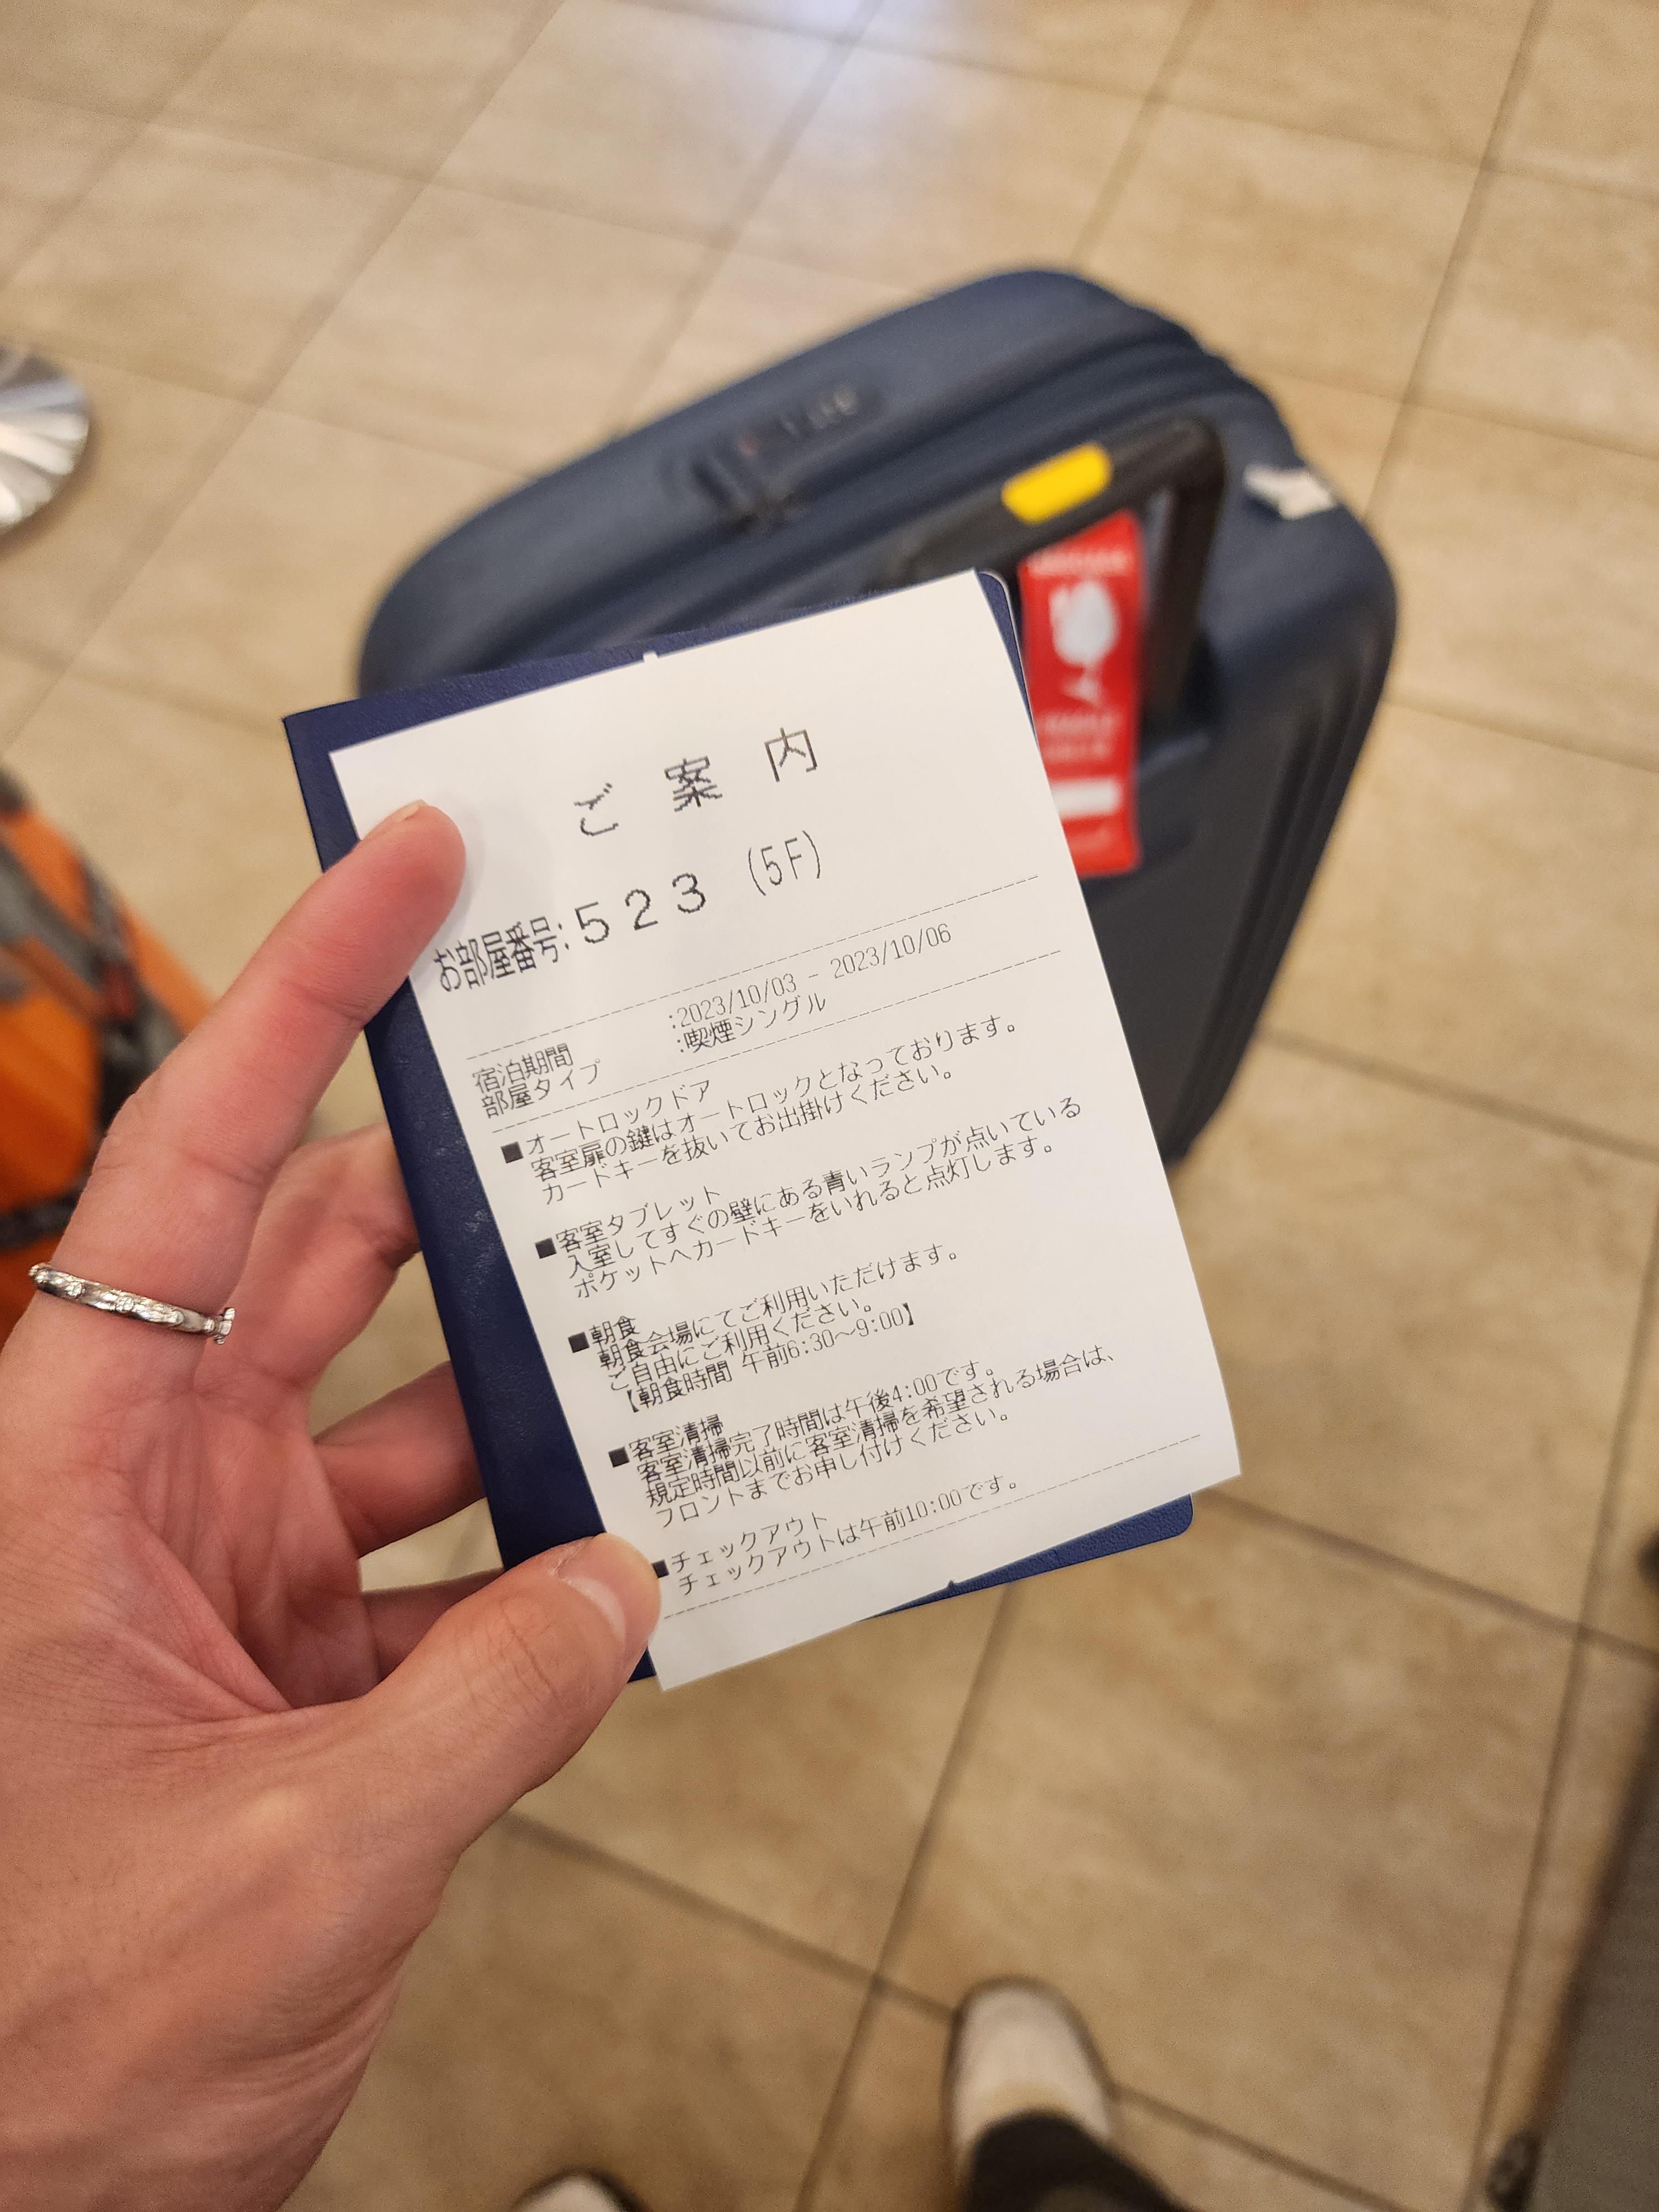 ご案内
お部屋番号:523 (5F)
宿泊期間 :2023/10/03 - 2023/10/06
部屋タイプ :喫煙シングル
■オートロックドア
客室扉の鍵はオートロックとなっております。
カードキーを抜いてお出掛けください。
■客室タブレット
入室してすぐの壁にある青いランプが点いている
ポケットへカードキーをいれると点灯します。
■朝食
朝食会場にてご利用いただけます。
ご自由にご利用ください。
【朝食時間 午前6:30～9:00】
■客室清掃
客室清掃完了時間は午後4:00です。
規定時間以前に客室清掃を希望される場合は、
フロントまでお申し付けください。
■チェックアウト
チェックアウトは午前10:00です。